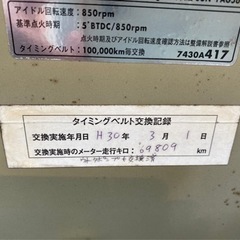 アイドル回転速度：850rpm
基準点火時期：5°BTDC/850rpm
点火時期及びアイドル回転速度確認方法は整備解説書参照
タイミングベルト：100,000km毎交換
7430A417
タイミングベルト交換記録
交換実施年月日 H30年 3月 1日
交換実施時のメーター走行キロ：69809 km